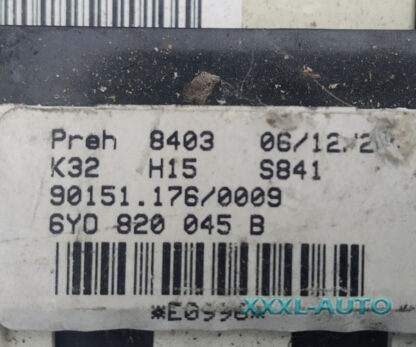 Preh 8403 06/12/2
K32 H15 S841
90151.176/0009
6Y0 820 045 B
XXXL-AUTO